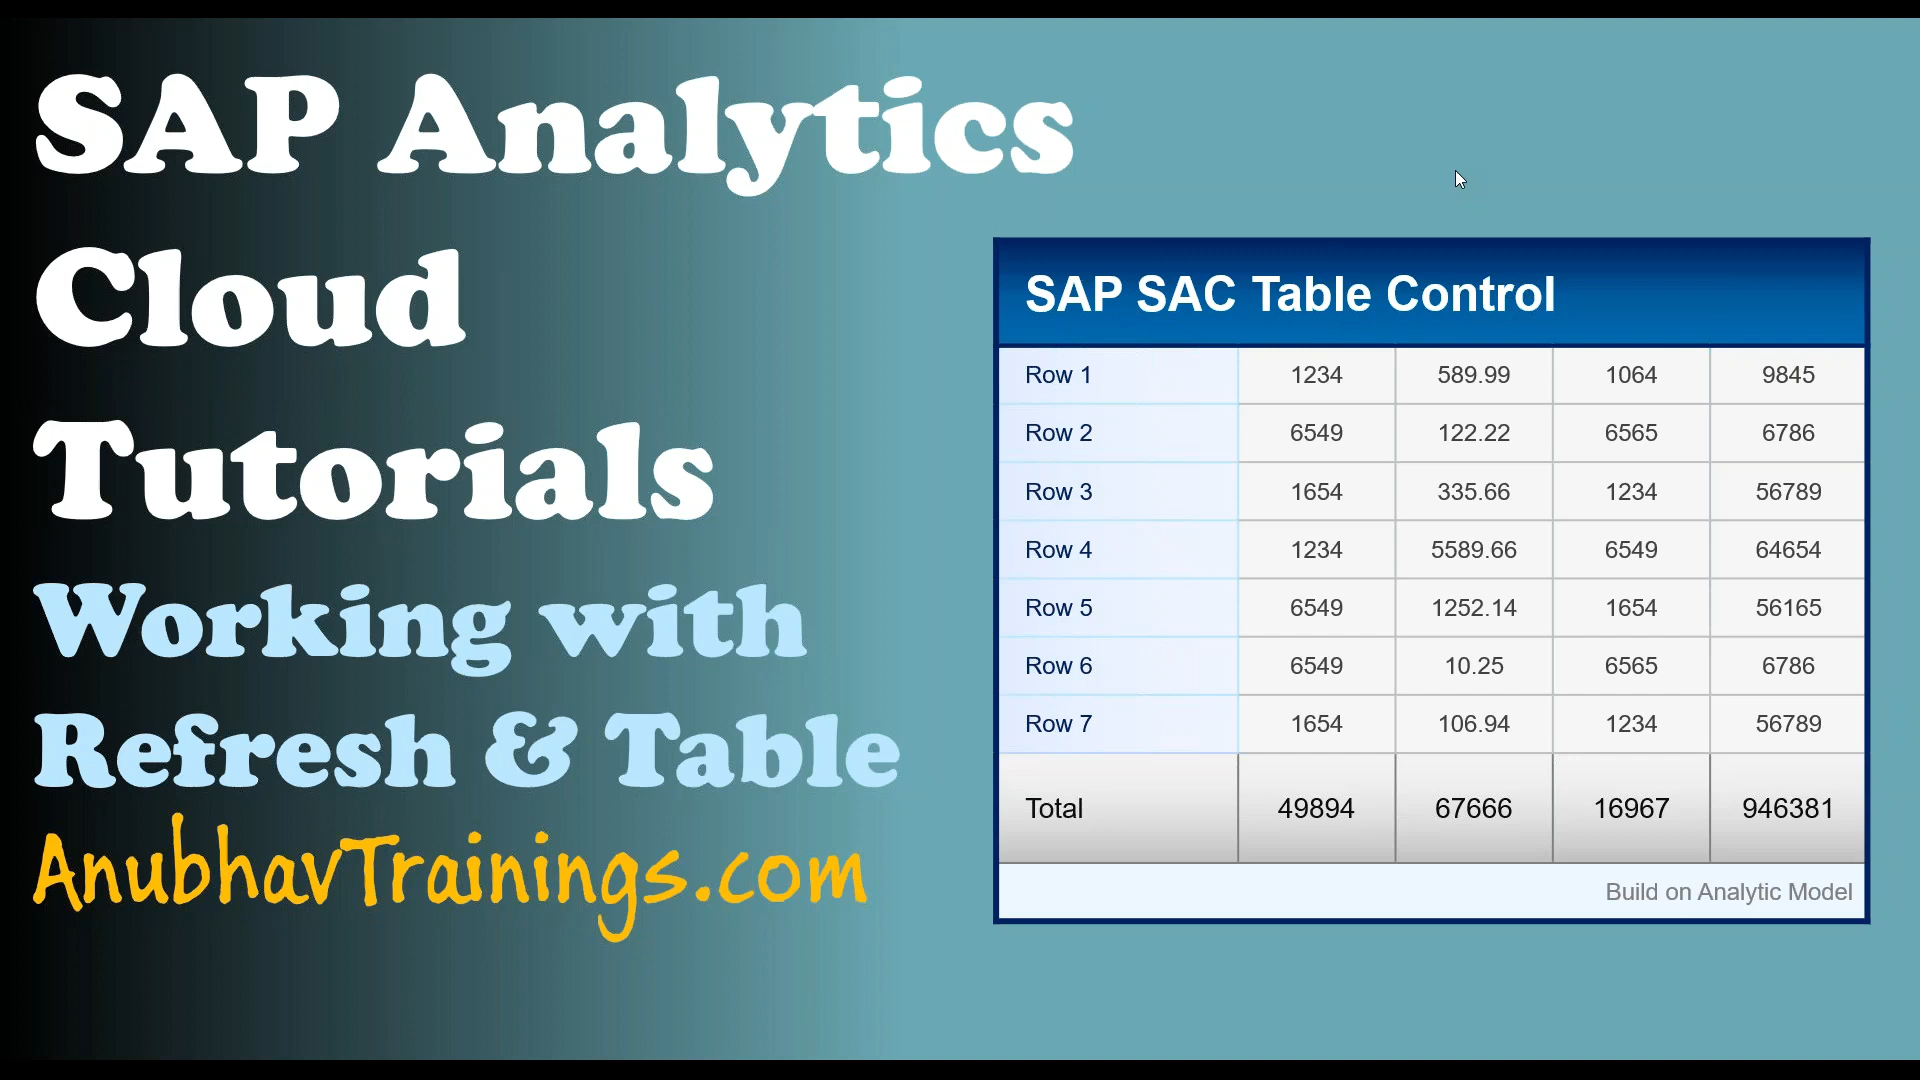 SAP Analytics
Cloud
Tutorials
Working with
Refresh & Table
AnubhavTrainings.com
SAP SAC Table Control
Row 1 1234 589.99 1064 9845
Row 2 6549 122.22 6565 6786
Row 3 1654 335.66 1234 56789
Row 4 1234 5589.66 6549 64654
Row 5 6549 1252.14 1654 56165
Row 6 6549 10.25 6565 6786
Row 7 1654 106.94 1234 56789
Total 49894 67666 16967 946381
Build on Analytic Model